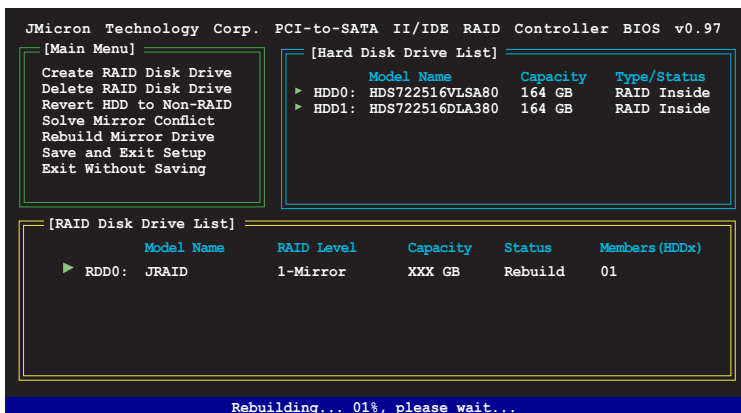 JMicron Technology Corp. PCI-to-SATA II/IDE RAID Controller BIOS v0.97
[Main Menu]
Create RAID Disk Drive
Delete RAID Disk Drive
Revert HDD to Non-RAID
Solve Mirror Conflict
Rebuild Mirror Drive
Save and Exit Setup
Exit Without Saving
[Hard Disk Drive List]
Model Name Capacity Type/Status
HDD0: HDS722516VLSA80 164 GB RAID Inside
HDD1: HDS722516DLA380 164 GB RAID Inside
[RAID Disk Drive List]
Model Name RAID Level Capacity Status Members(HDDx)
RDD0: JRAID 1-Mirror XXX GB Rebuild 01
Rebuilding... 01%, please wait...